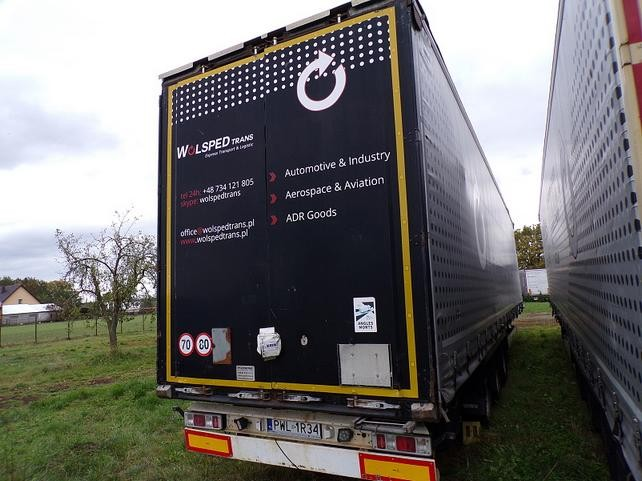 WOLSPED TRANS
Express Transport & Logistic
tel 24h: +48 734 121 805
skype: wolspedtrans
office@wolspedtrans.pl
www.wolspedtrans.pl
Automotive & Industry
Aerospace & Aviation
ADR Goods
ANGLES
MORTS
70
80
PWL 1R34